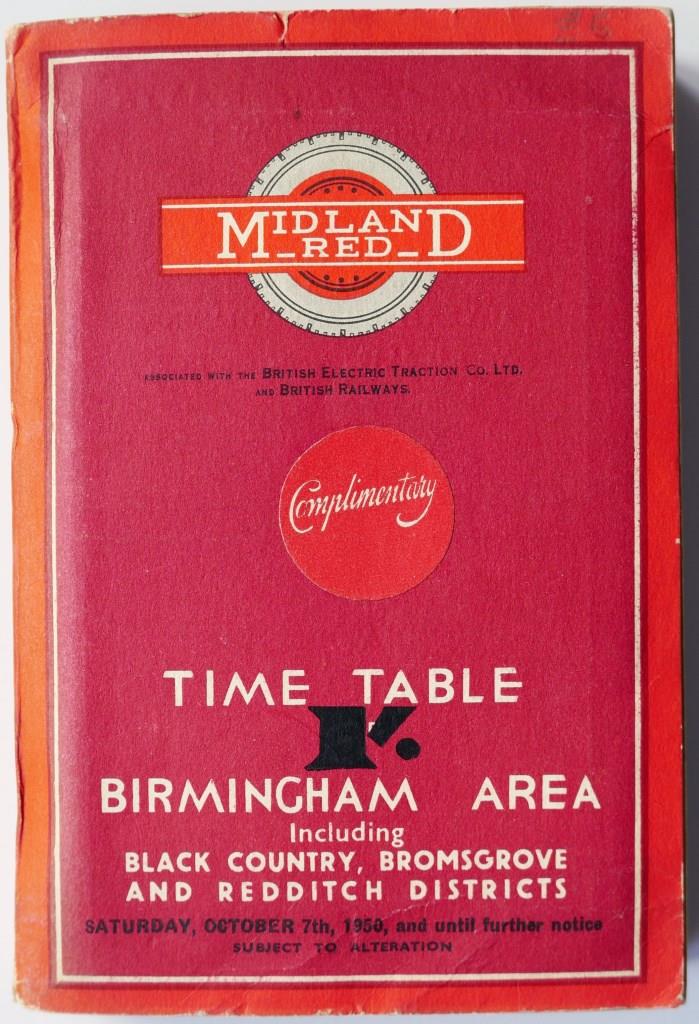 MIDLAND
RED
ASSOCIATED WITH THE BRITISH ELECTRIC TRACTION CO. LTD.
AND BRITISH RAILWAYS.
Complimentary
TIME TABLE
BIRMINGHAM AREA
Including
BLACK COUNTRY, BROMSGROVE
AND REDDITCH DISTRICTS
SATURDAY, OCTOBER 7th, 1950, and until further notice
SUBJECT TO ALTERATION